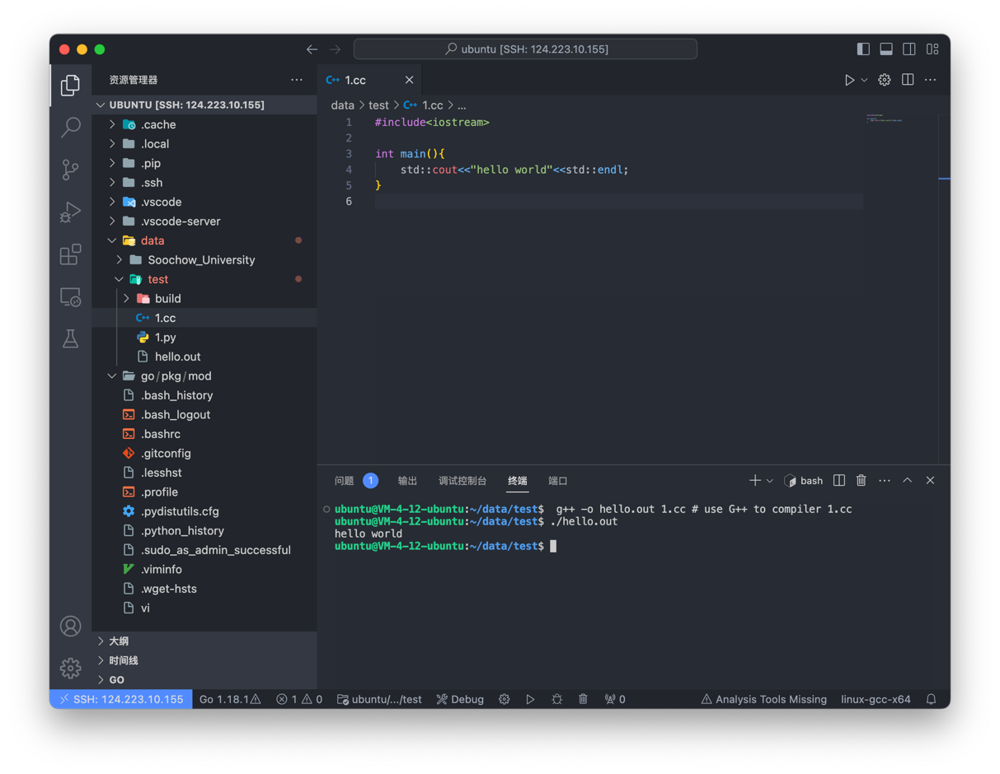 ubuntu [SSH: 124.223.10.155]
资源管理器
UBUNTU [SSH: 124.223.10.155]
.cache
.local
.pip
.ssh
.vscode
.vscode-server
data
Soochow_University
test
build
1.cc
1.py
hello.out
go/pkg/mod
.bash_history
.bash_logout
.bashrc
.gitconfig
.lesshst
.profile
.pydistutils.cfg
.python_history
.sudo_as_admin_successful
.viminfo
.wget-hsts
vi
大纲
时间线
GO
C++ 1.cc
data > test > C++ 1.cc > ...
1 #include<iostream>
2
3 int main(){
4 std::cout<<"hello world"<<std::endl;
5 }
6
问题 1 输出 调试控制台 终端 端口 bash
ubuntu@VM-4-12-ubuntu:~/data/test$  g++ -o hello.out 1.cc # use G++ to compiler 1.cc
ubuntu@VM-4-12-ubuntu:~/data/test$ ./hello.out
hello world
ubuntu@VM-4-12-ubuntu:~/data/test$
SSH: 124.223.10.155 Go 1.18.1 1 0 ubuntu/.../test Debug 0 Analysis Tools Missing linux-gcc-x64